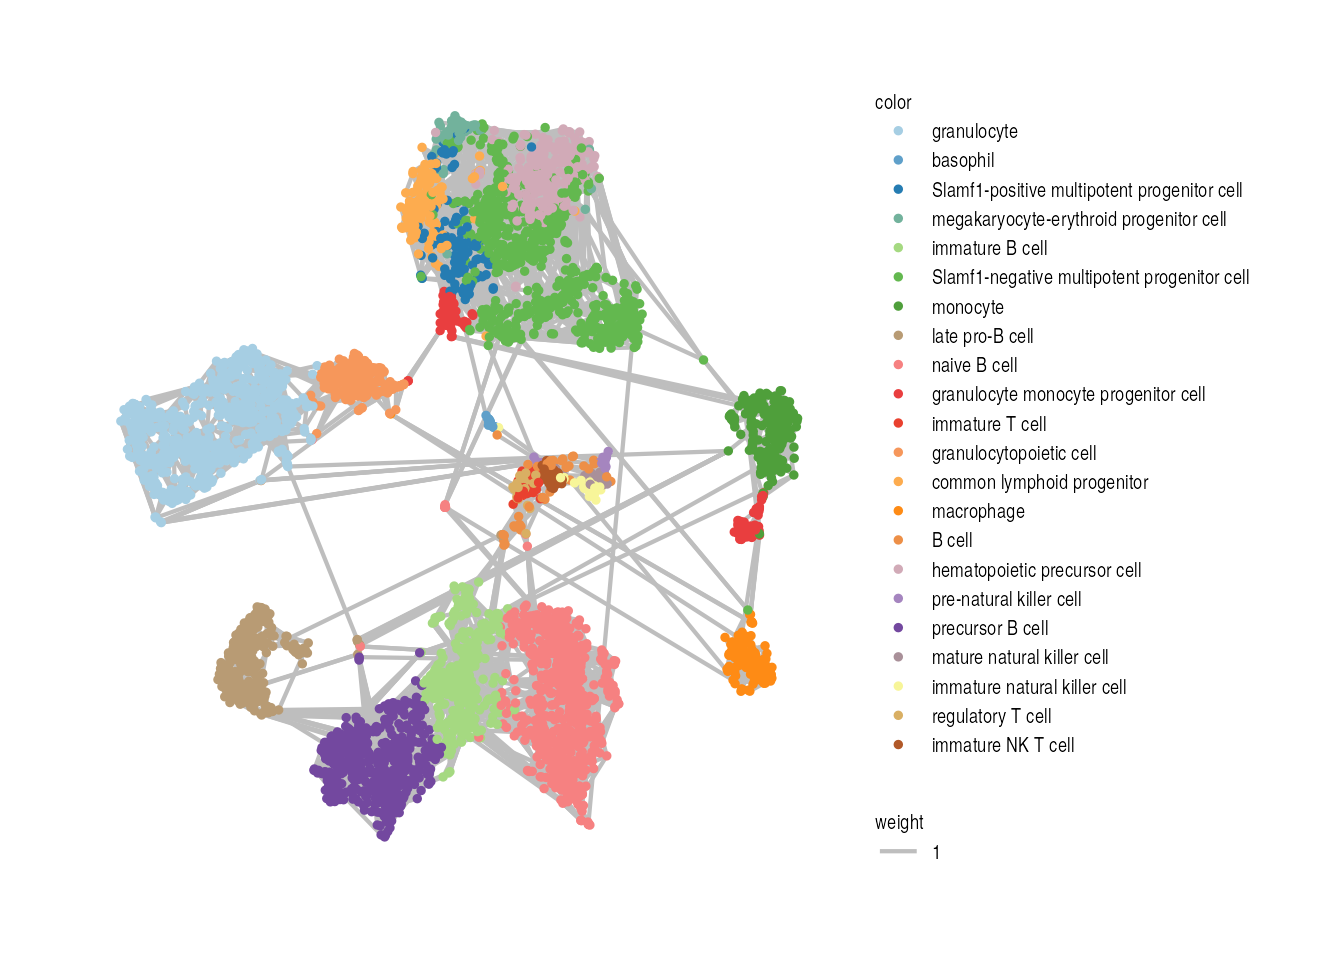 color
granulocyte
basophil
Slamf1-positive multipotent progenitor cell
megakaryocyte-erythroid progenitor cell
immature B cell
Slamf1-negative multipotent progenitor cell
monocyte
late pro-B cell
naive B cell
granulocyte monocyte progenitor cell
immature T cell
granulocytopoietic cell
common lymphoid progenitor
macrophage
B cell
hematopoietic precursor cell
pre-natural killer cell
precursor B cell
mature natural killer cell
immature natural killer cell
regulatory T cell
immature NK T cell
weight
1